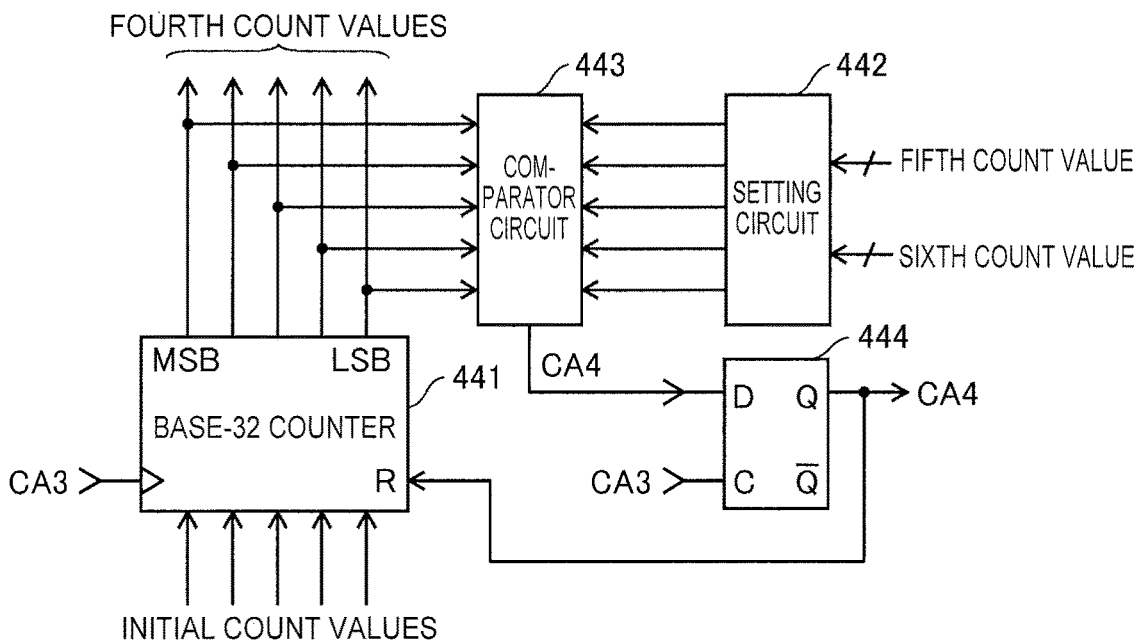 FOURTH COUNT VALUES
443
442
COM-
PARATOR
CIRCUIT
SETTING
CIRCUIT
FIFTH COUNT VALUE
SIXTH COUNT VALUE
MSB
LSB
441
BASE-32 COUNTER
CA3
R
CA4
444
D
Q
CA4
CA3
C
Q̅
INITIAL COUNT VALUES